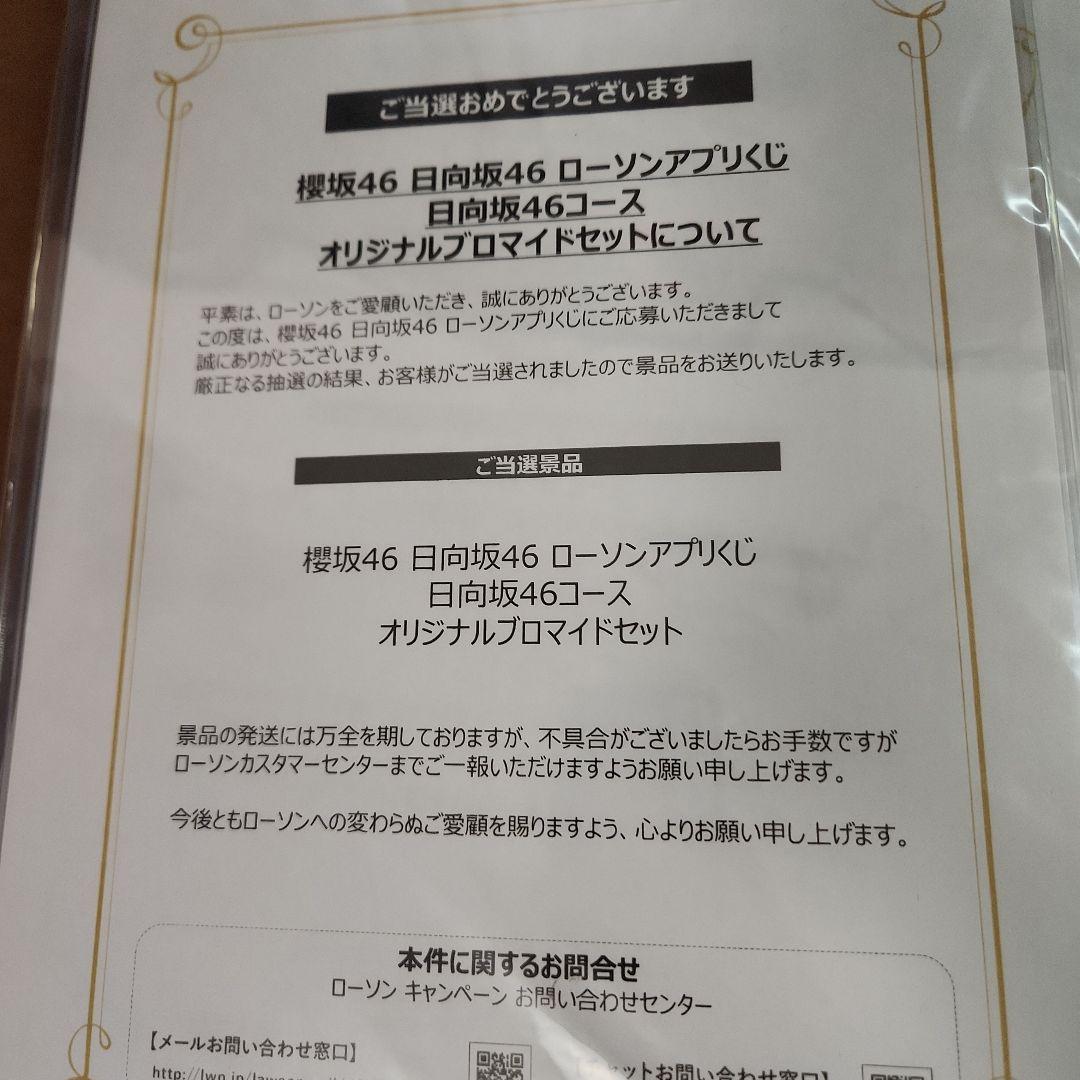 ご当選おめでとうございます
櫻坂46 日向坂46 ローソンアプリくじ
日向坂46コース
オリジナルブロマイドセットについて
平素は、ローソンをご愛顧いただき、誠にありがとうございます。
この度は、櫻坂46 日向坂46 ローソンアプリくじにご応募いただきまして
誠にありがとうございます。
厳正なる抽選の結果、お客様がご当選されましたので景品をお送りいたします。
ご当選景品
櫻坂46 日向坂46 ローソンアプリくじ
日向坂46コース
オリジナルブロマイドセット
景品の発送には万全を期しておりますが、不具合がございましたらお手数ですが
ローソンカスタマーセンターまでご一報いただけますようお願い申し上げます。
今後ともローソンへの変わらぬご愛顧を賜りますよう、心よりお願い申し上げます。
本件に関するお問合せ
ローソン キャンペーン お問い合わせセンター
【メールお問い合わせ窓口】
ットお問い合わせ窓口】